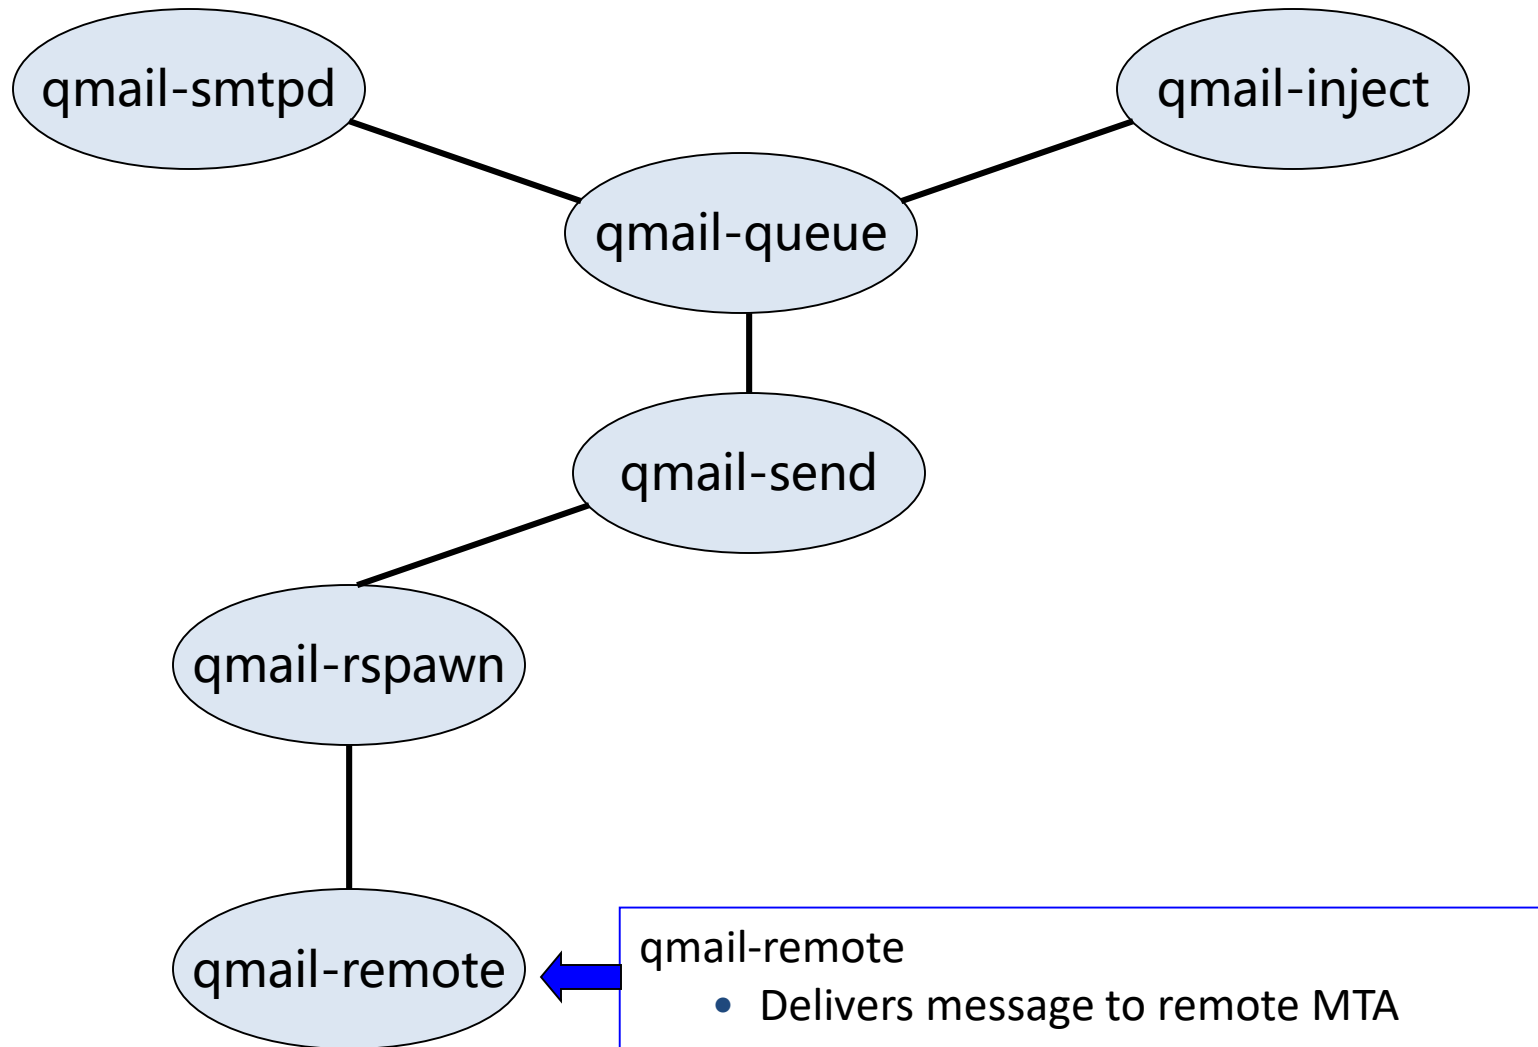 qmail-smtpd
qmail-inject
qmail-queue
qmail-send
qmail-rspawn
qmail-remote
qmail-remote
• Delivers message to remote MTA